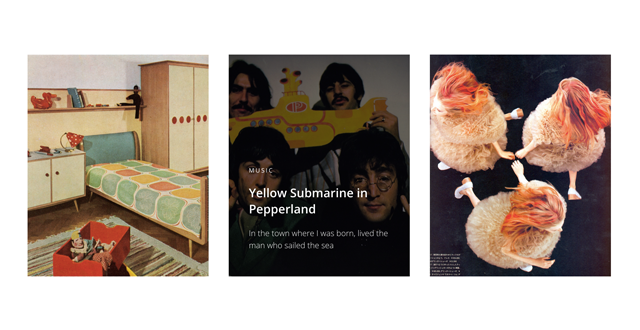 MUSIC
Yellow Submarine in
Pepperland
In the town where I was born, lived the
man who sailed the sea